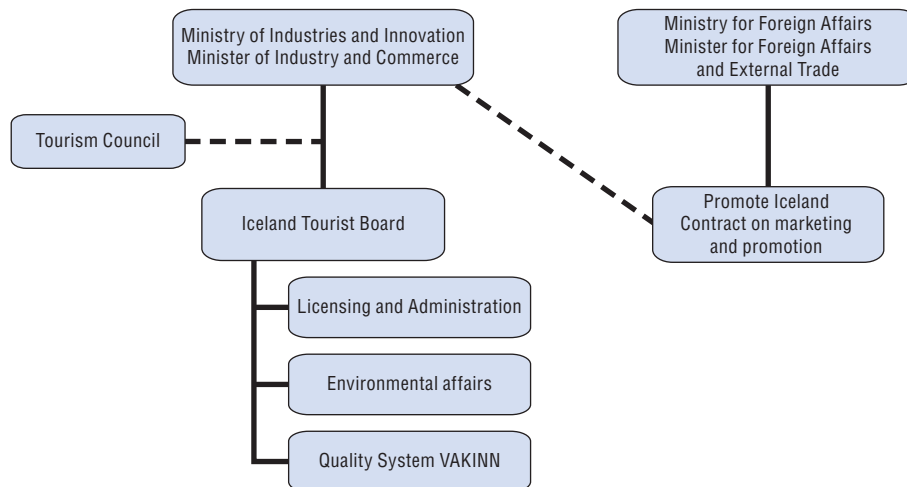 Ministry of Industries and Innovation
Minister of Industry and Commerce
Ministry for Foreign Affairs
Minister for Foreign Affairs
and External Trade
Tourism Council
Iceland Tourist Board
Promote Iceland
Contract on marketing
and promotion
Licensing and Administration
Environmental affairs
Quality System VAKINN